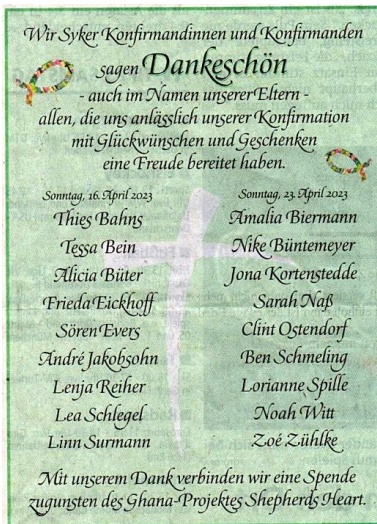 Wir Syker Konfirmandinnen und Konfirmanden
sagen Dankeschön
- auch im Namen unserer Eltern -
allen, die uns anlässlich unserer Konfirmation
mit Glückwünschen und Geschenken
eine Freude bereitet haben.
Sonntag, 16. April 2023
Thies Bahns
Tessa Bein
Alicia Büter
Frieda Eickhoff
Sören Evers
André Jakobsohn
Lenja Reiher
Lea Schlegel
Linn Surmann
Sonntag, 23. April 2023
Amalia Biermann
Nike Büntemeyer
Jona Kortenstedde
Sarah Naß
Clint Ostendorf
Ben Schmeling
Lorianne Spille
Noah Witt
Zoé Zühlke
Mit unserem Dank verbinden wir eine Spende
zugunsten des Ghana-Projektes Shepherds Heart.